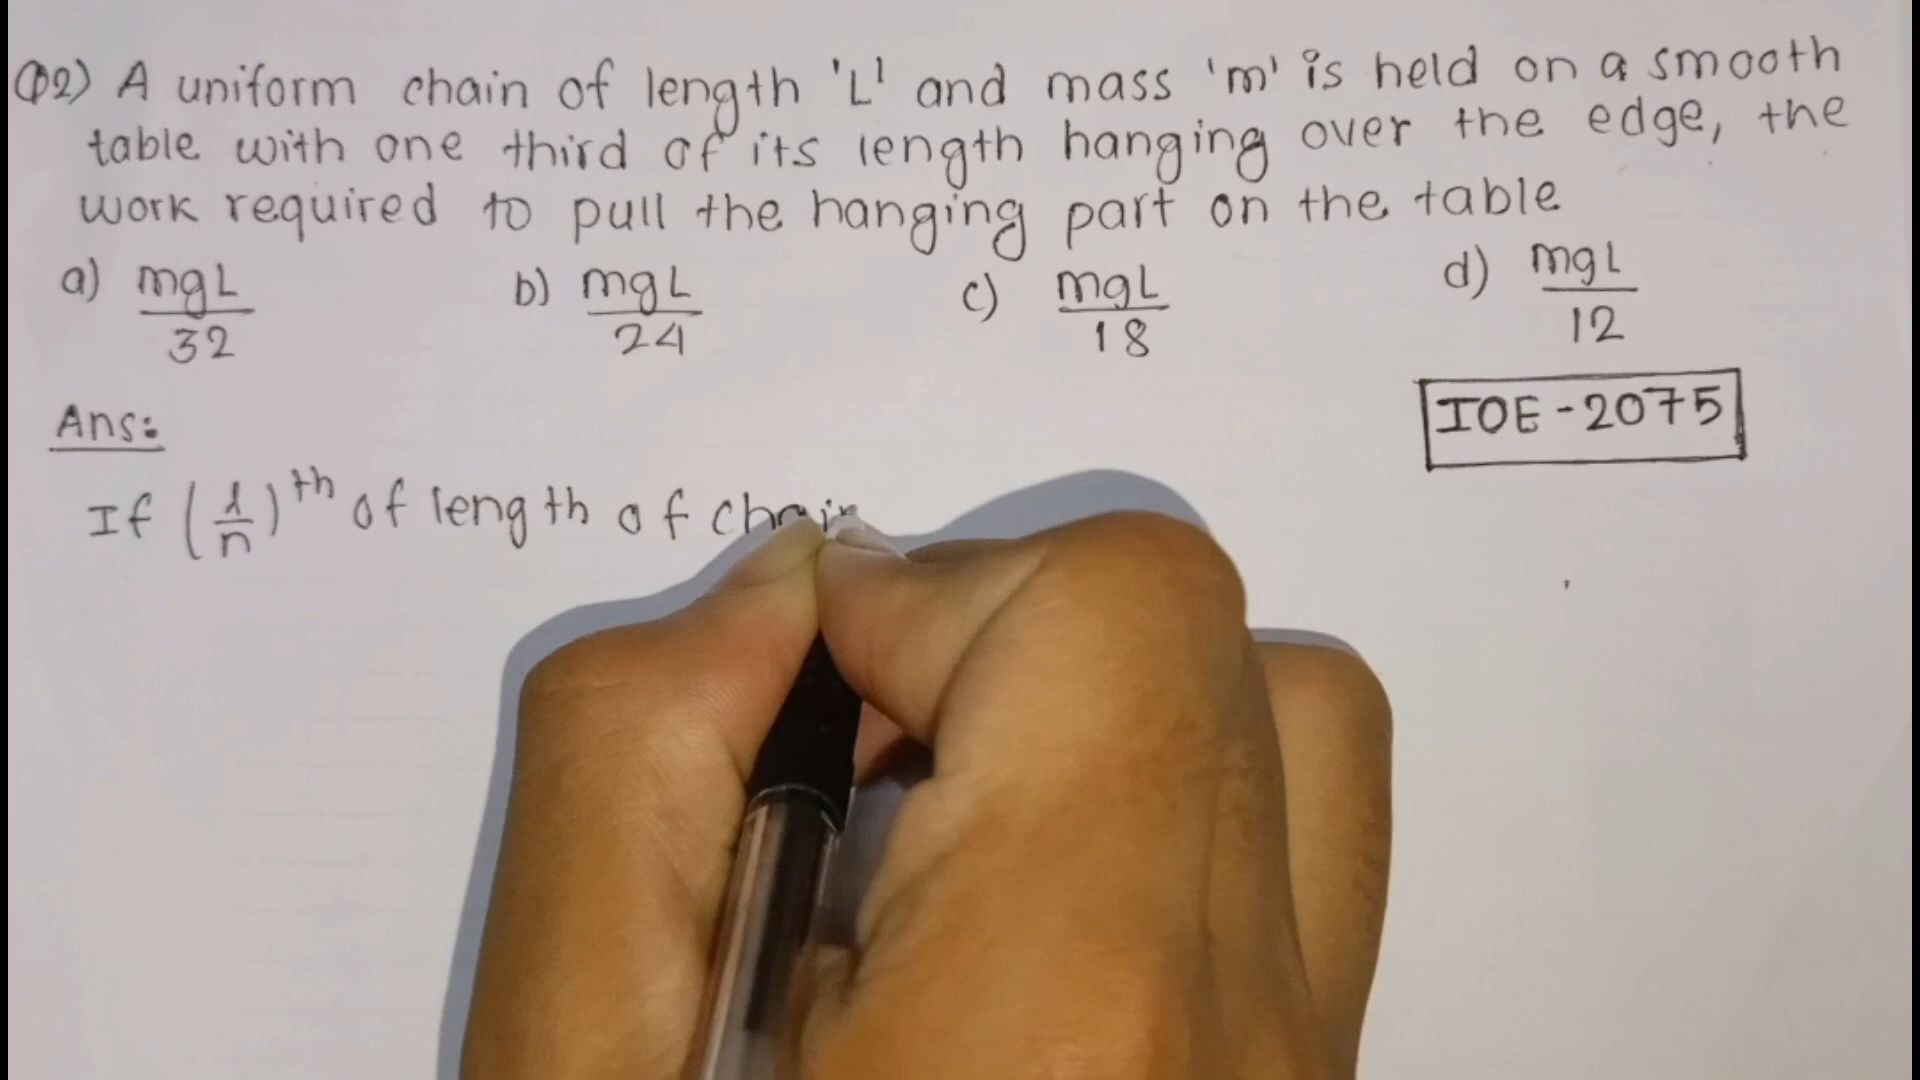 Q2) A uniform chain of length 'L' and mass 'm' is held on a smooth
table with one third of its length hanging over the edge, the
work required to pull the hanging part on the table
a) mgL/32 b) mgL/24 c) mgL/18 d) mgL/12
IOE-2075
Ans:
If (1/n)th of length of chain